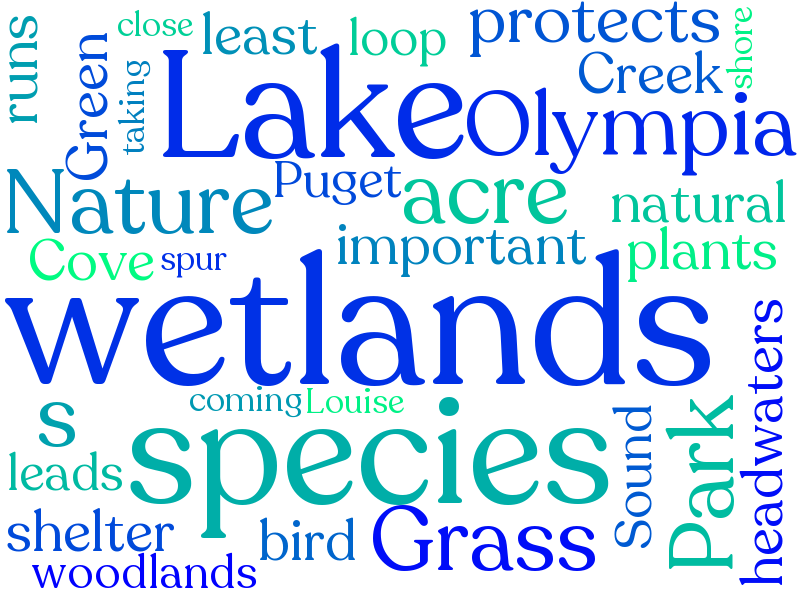 runs
close
least
loop
protects
shore
Green
taking
Lake
Creek
Olympia
Nature
Puget
acre
natural
important
plants
Cove
spur
wetlands
headwaters
coming
Louise
s
species
Sound
Park
leads
shelter
bird
Grass
woodlands